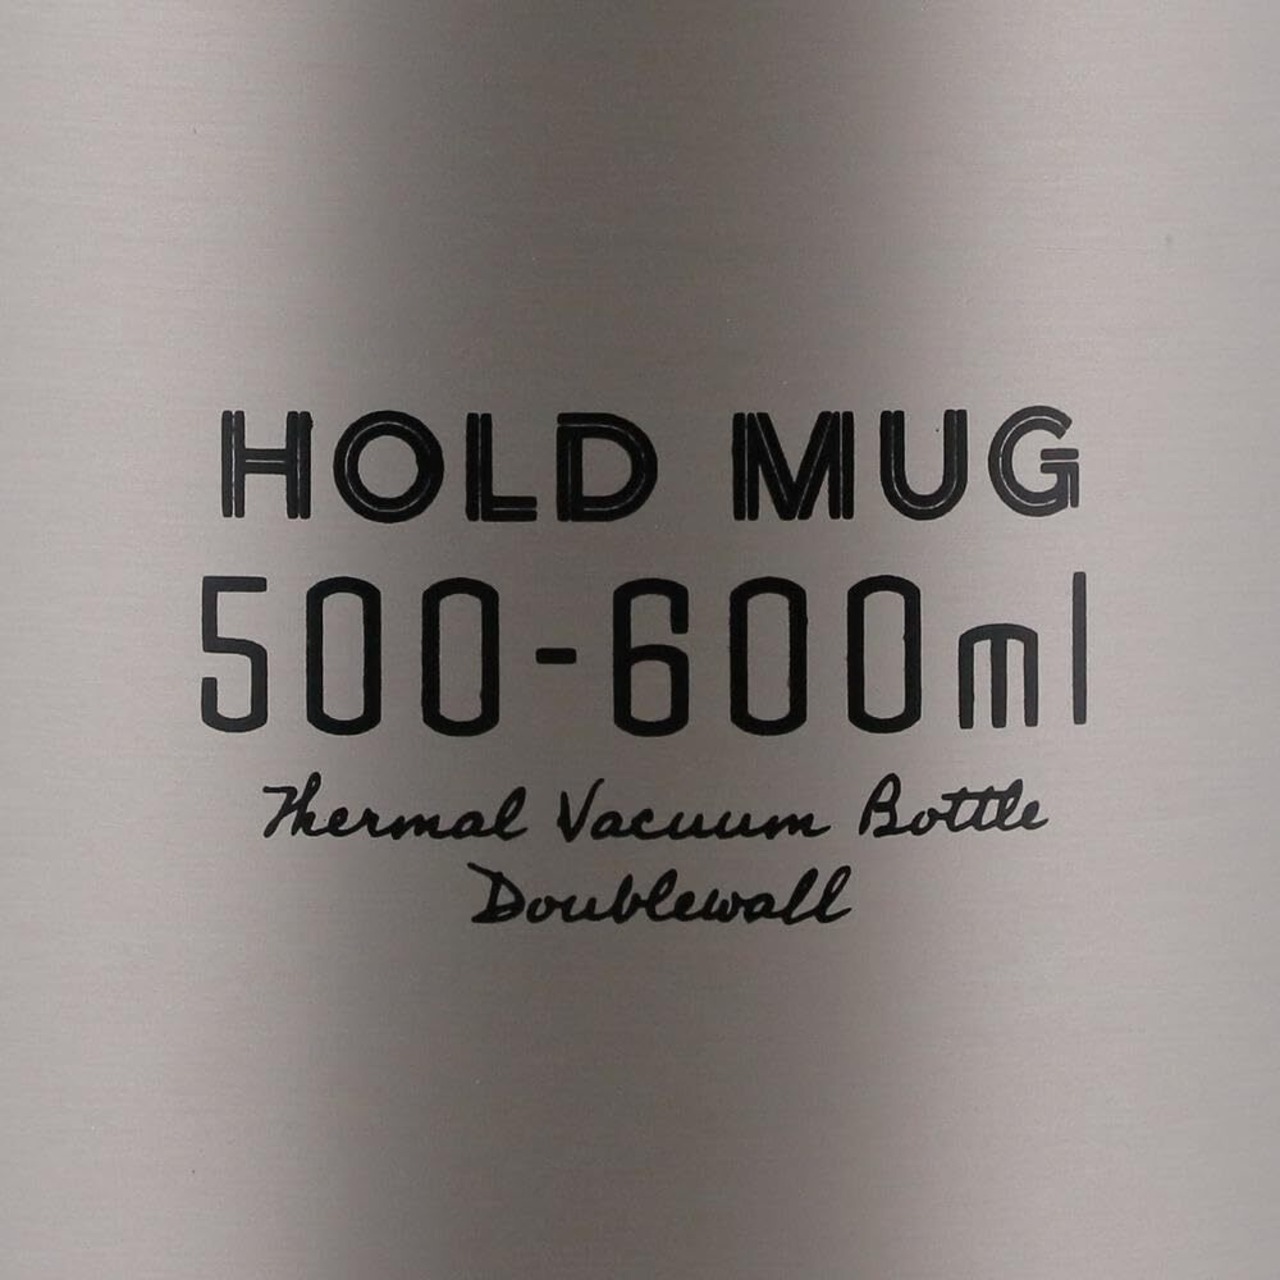 HOLD MUG
500-600ml
Thermal Vacuum Bottle
Doublewall